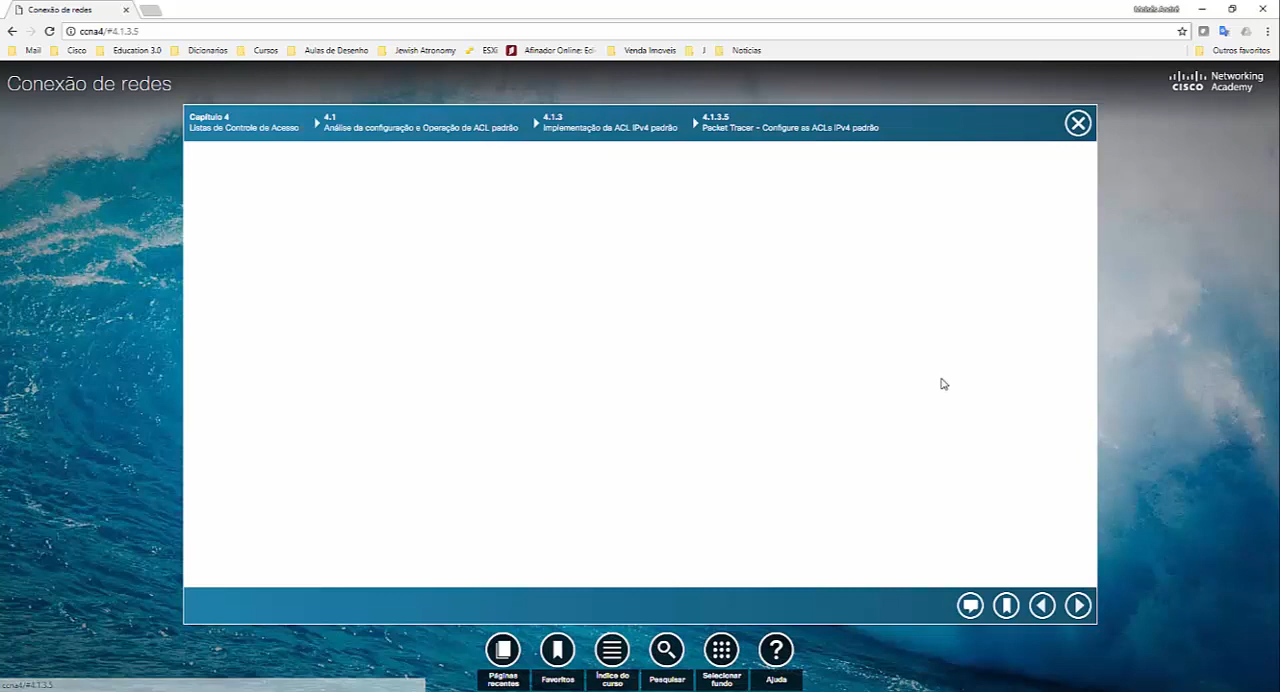 Conexão de redes
Moisés André
ccna4/#4.1.3.5
Mail Cisco Education 3.0 Dicionarios Cursos Aulas de Desenho Jewish Atronomy ESXi Afinador Online: Ed- Venda Imoveis J Noticias Outros favoritos
Conexão de redes
Networking
CISCO Academy
Capítulo 4
Listas de Controle de Acesso
4.1
Análise da configuração e Operação de ACL padrão
4.1.3
Implementação da ACL IPv4 padrão
4.1.3.5
Packet Tracer - Configure as ACLs IPv4 padrão
Páginas
recentes
Favoritos
Índice do
curso
Pesquisar
Selecionar
fundo
?
Ajuda
ccna4/#4.1.3.5